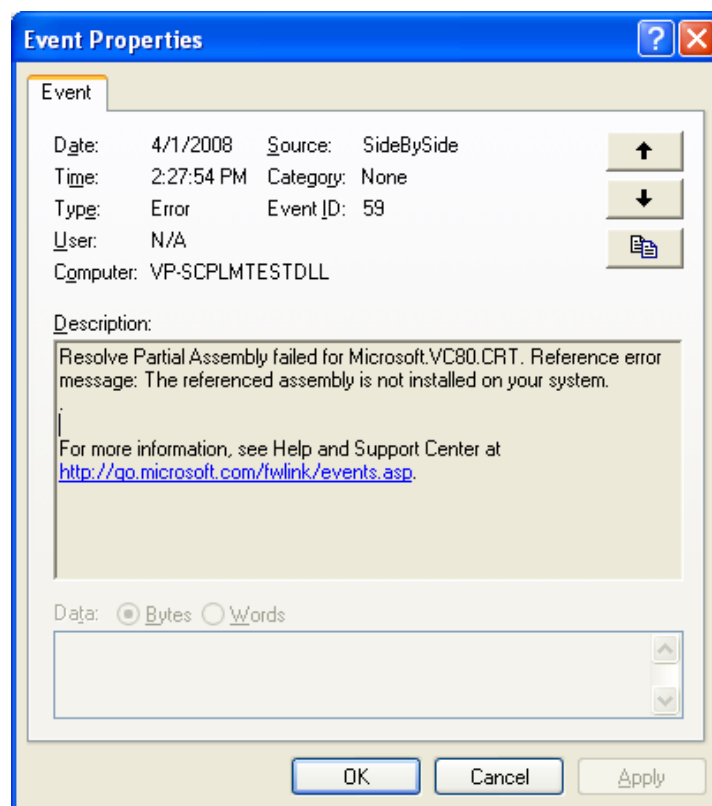 Event Properties
Event
Date: 4/1/2008 Source: SideBySide
Time: 2:27:54 PM Category: None
Type: Error Event ID: 59
User: N/A
Computer: VP-SCPLMTESTDLL
Description:
Resolve Partial Assembly failed for Microsoft.VC80.CRT. Reference error
message: The referenced assembly is not installed on your system.
.
For more information, see Help and Support Center at
http://go.microsoft.com/fwlink/events.asp.
Data: Bytes Words
OK Cancel Apply